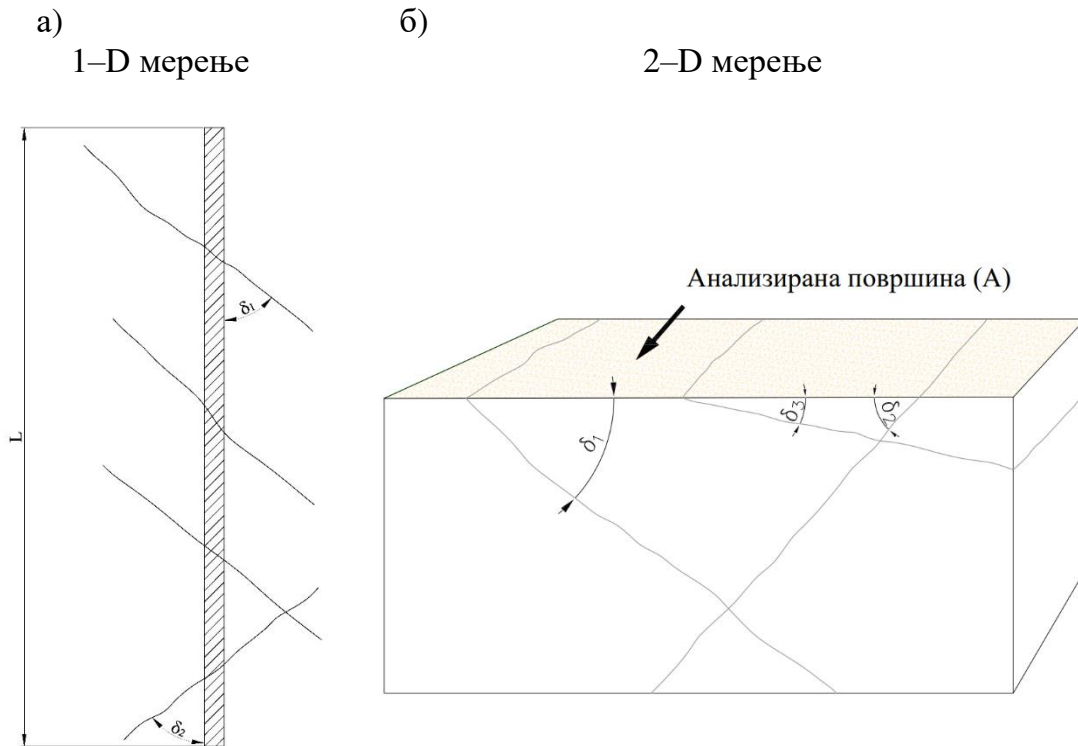 а)
1–D мерење
L
δ1
δ2
б)
2–D мерење
Анализирана површина (А)
δ1
δ3
δ2